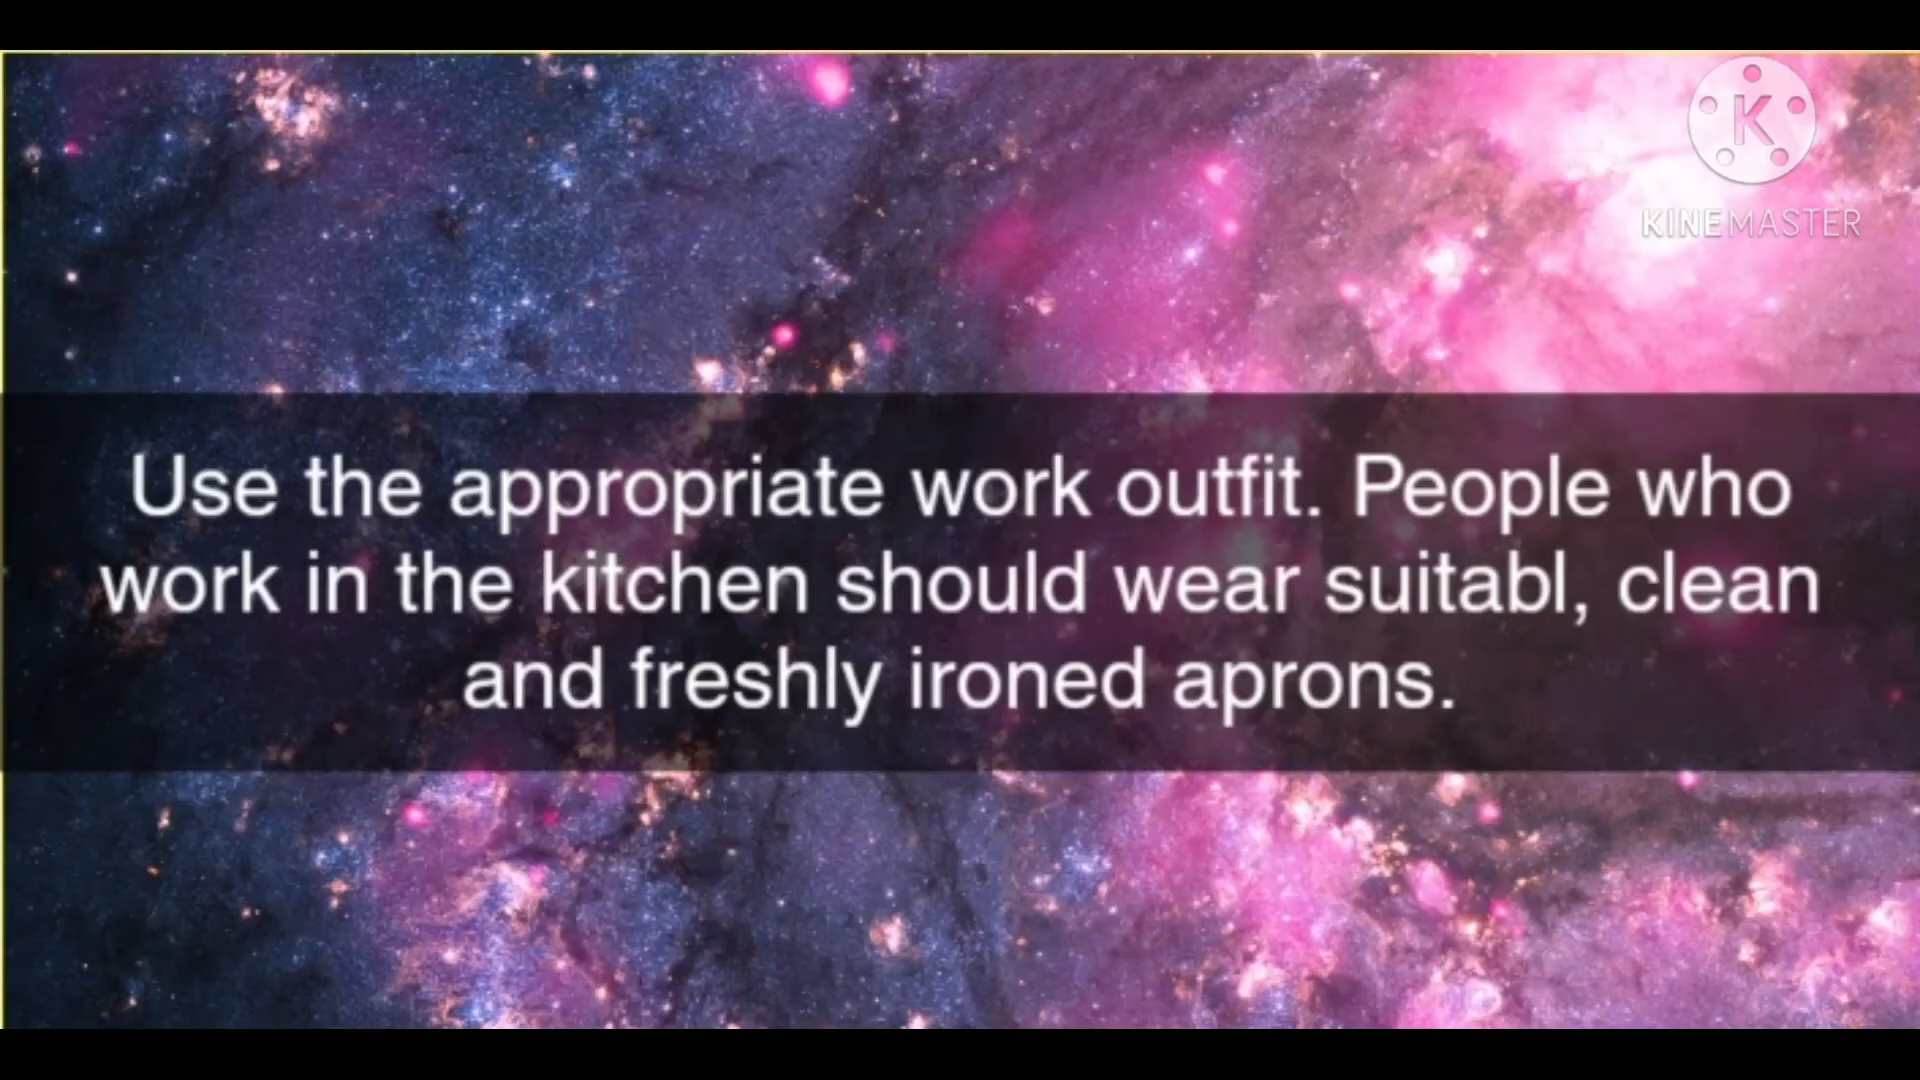 K
KINEMASTER
Use the appropriate work outfit. People who
work in the kitchen should wear suitabl, clean
and freshly ironed aprons.